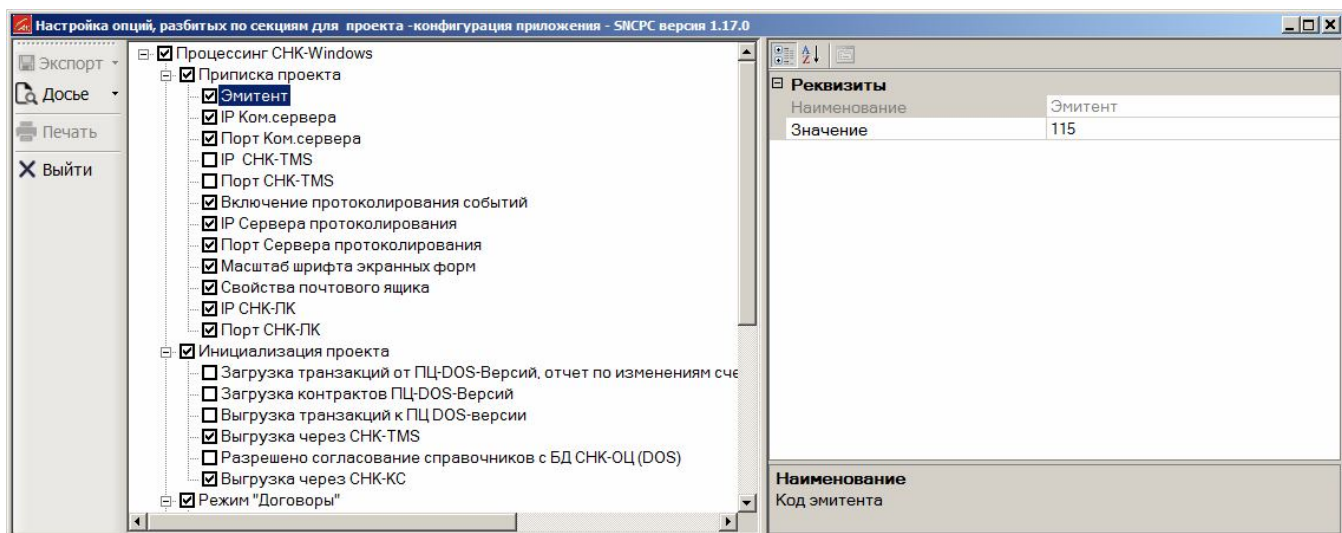 Настройка опций, разбитых по секциям для проекта -конфигурация приложения - SNCPC версия 1.17.0
Экспорт
Досье
Печать
Выйти
Процессинг СНК-Windows
Приписка проекта
Эмитент
IP Ком.сервера
Порт Ком.сервера
IP СНК-TMS
Порт СНК-TMS
Включение протоколирования событий
IP Сервера протоколирования
Порт Сервера протоколирования
Масштаб шрифта экранных форм
Свойства почтового ящика
IP СНК-ЛК
Порт СНК-ЛК
Инициализация проекта
Загрузка транзакций от ПЦ-DOS-Версий, отчет по изменениям сче
Загрузка контрактов ПЦ-DOS-Версий
Выгрузка транзакций к ПЦ DOS-версии
Выгрузка через СНК-TMS
Разрешено согласование справочников с БД СНК-ОЦ (DOS)
Выгрузка через СНК-КС
Режим "Договоры"
Реквизиты
Наименование Эмитент
Значение 115
Наименование
Код эмитента